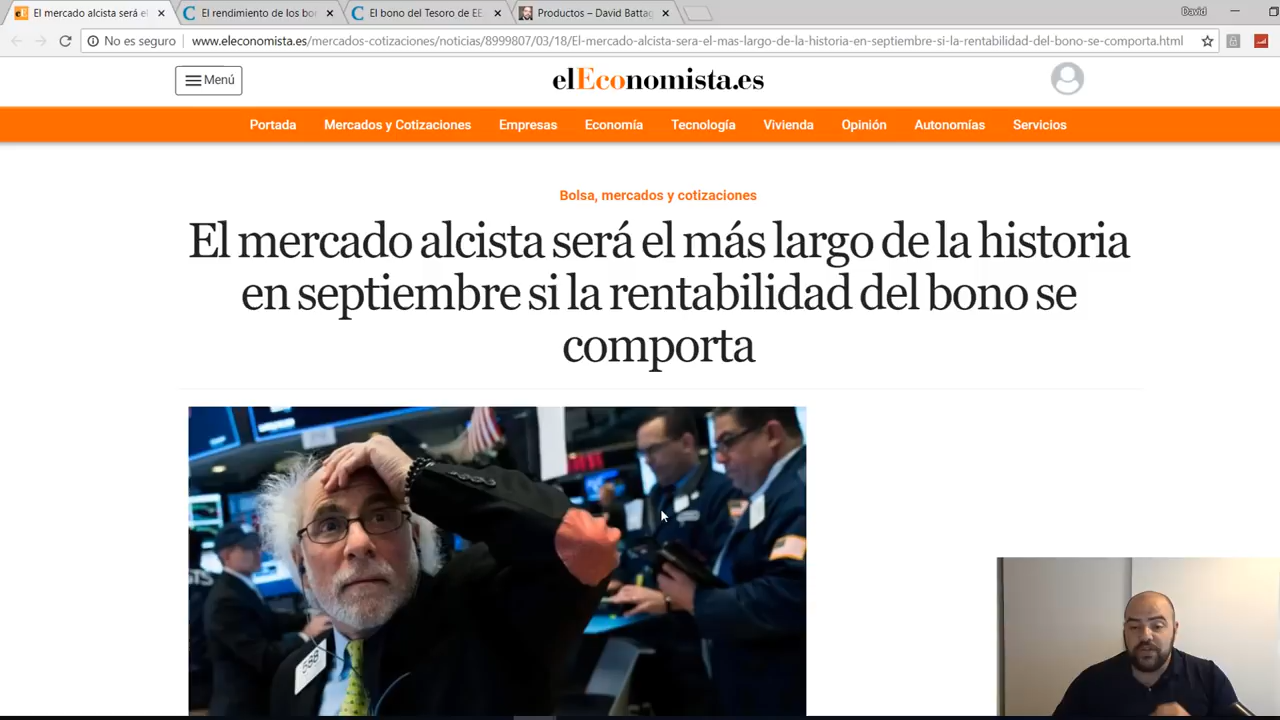 El mercado alcista será el
El rendimiento de los bo
El bono del Tesoro de EE
Productos – David Battag
David
No es seguro
www.eleconomista.es/mercados-cotizaciones/noticias/8999807/03/18/El-mercado-alcista-sera-el-mas-largo-de-la-historia-en-septiembre-si-la-rentabilidad-del-bono-se-comporta.html
Menú
elEconomista.es
Portada
Mercados y Cotizaciones
Empresas
Economía
Tecnología
Vivienda
Opinión
Autonomías
Servicios
Bolsa, mercados y cotizaciones
El mercado alcista será el más largo de la historia
en septiembre si la rentabilidad del bono se
comporta
588